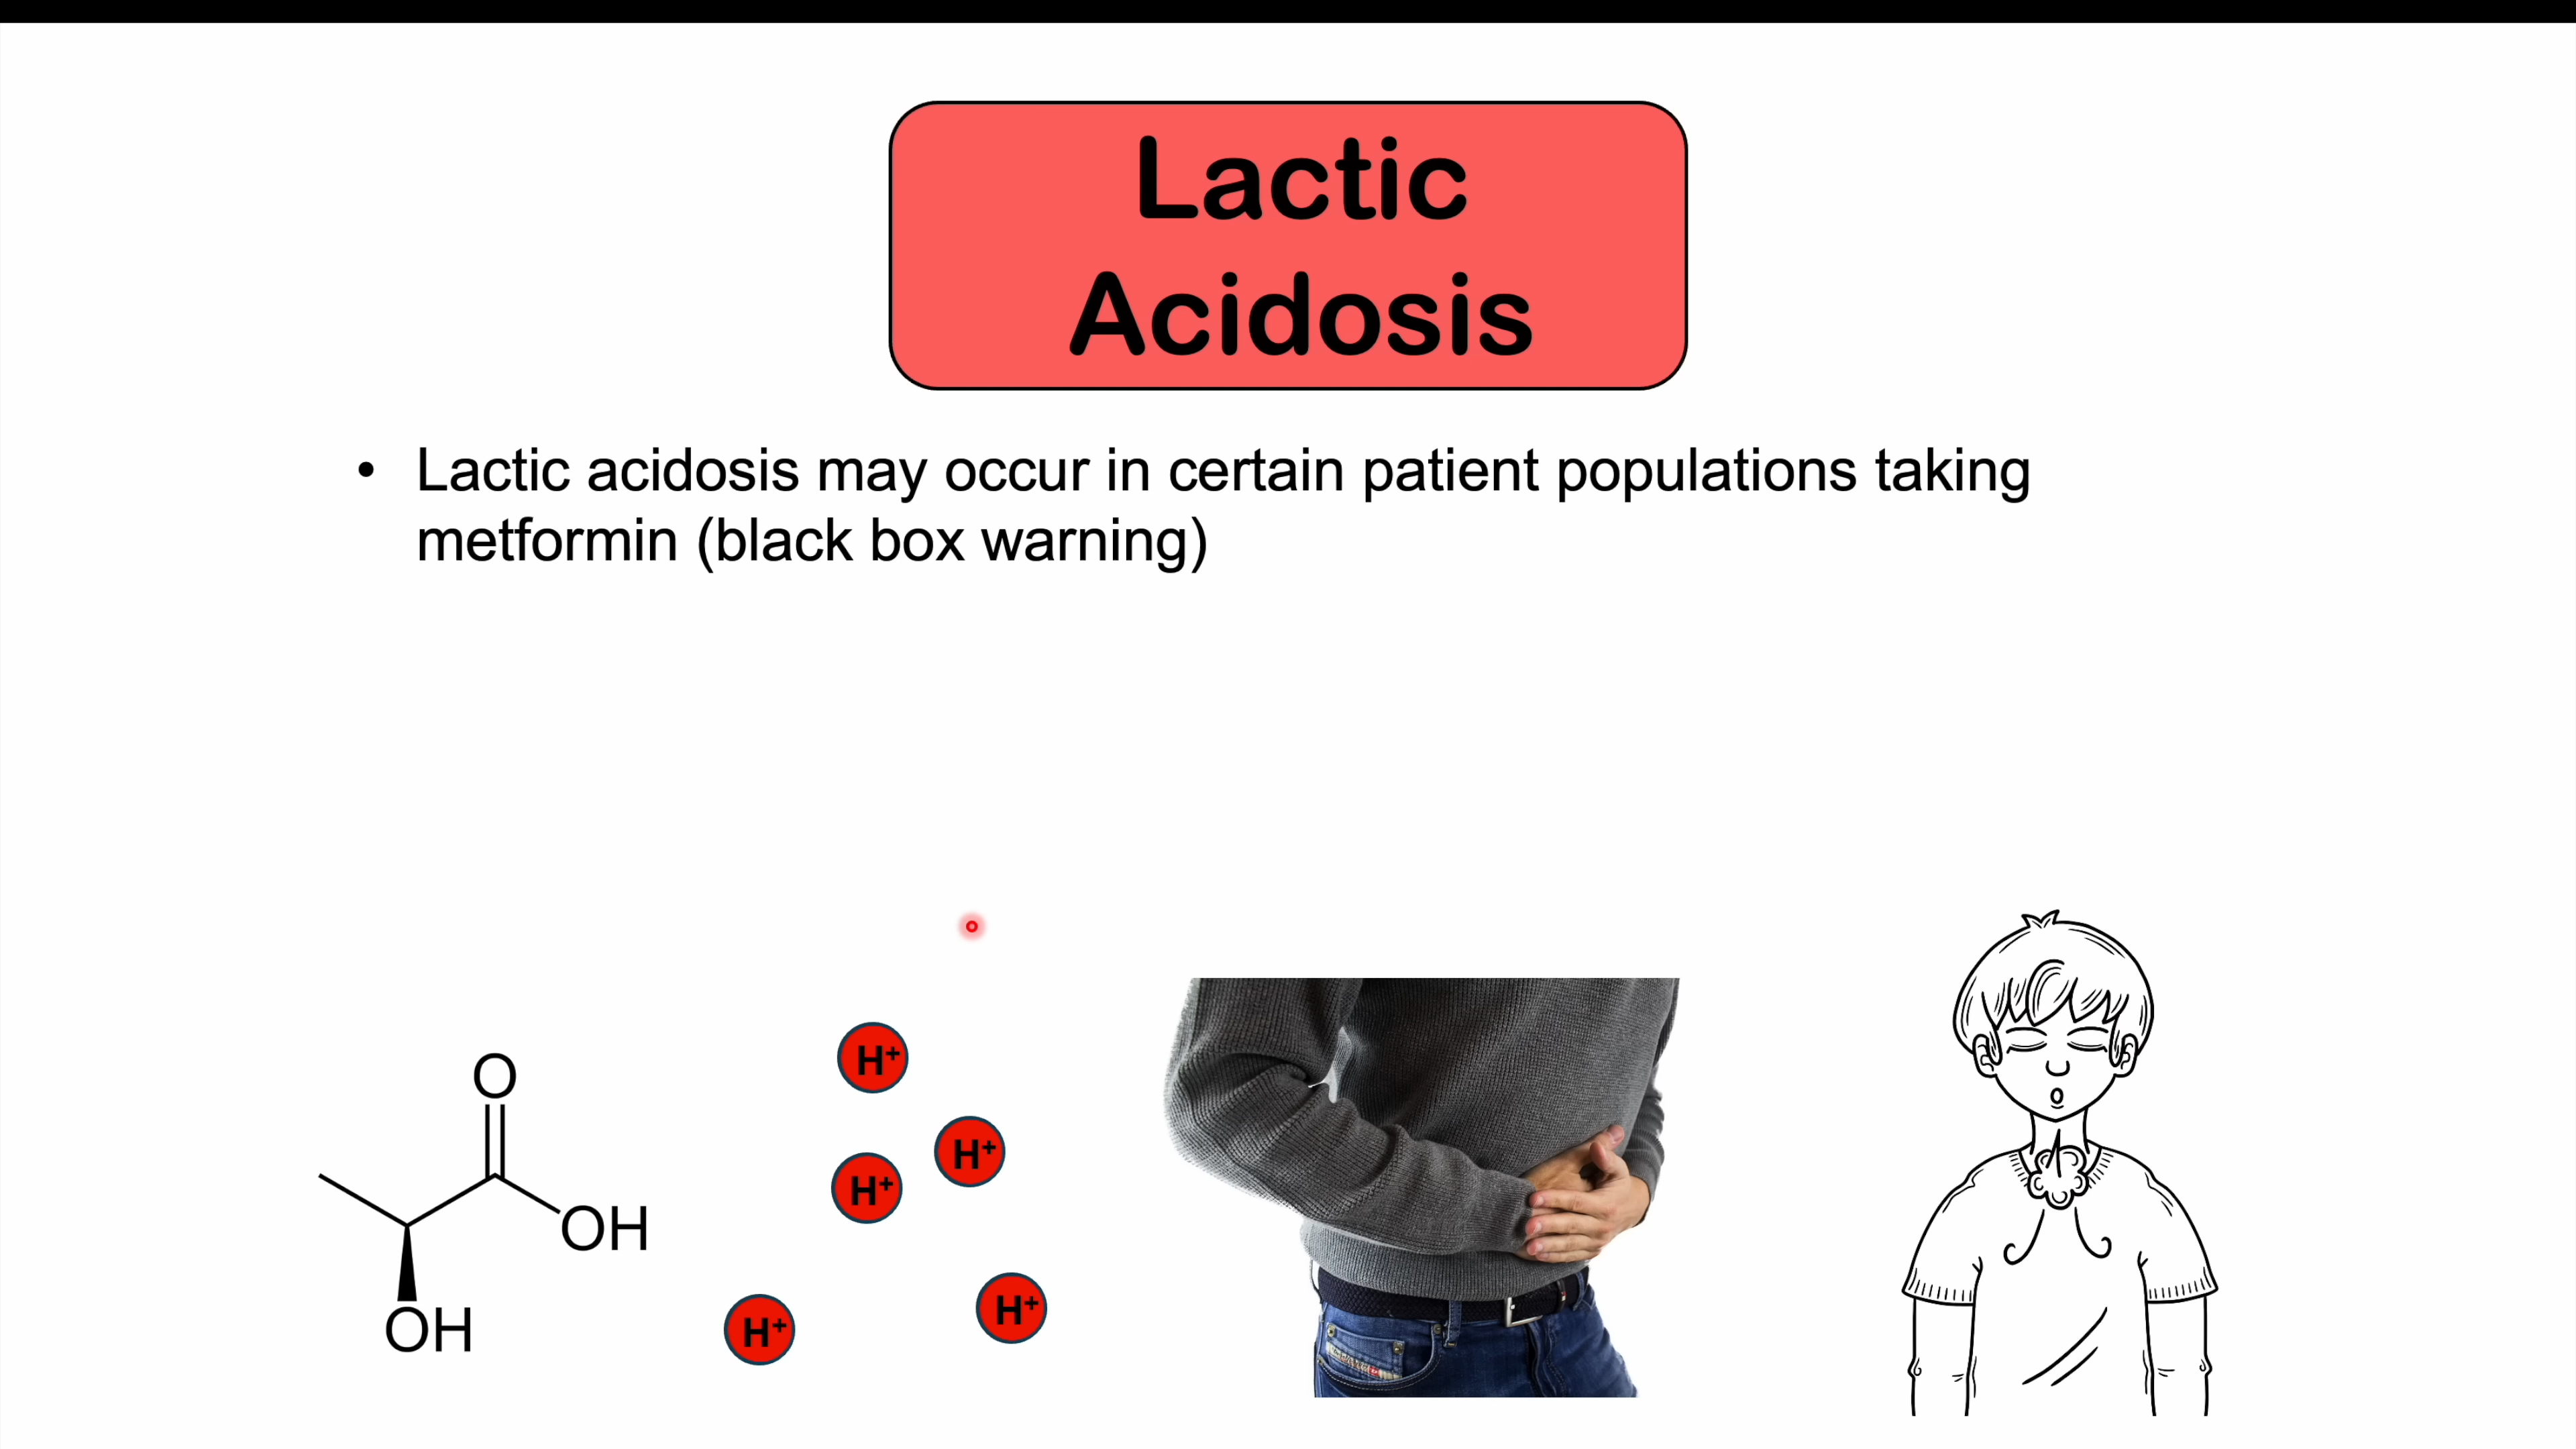 Lactic
Acidosis
• Lactic acidosis may occur in certain patient populations taking
metformin (black box warning)
O
OH
OH
H⁺
H⁺
H⁺
H⁺
H⁺